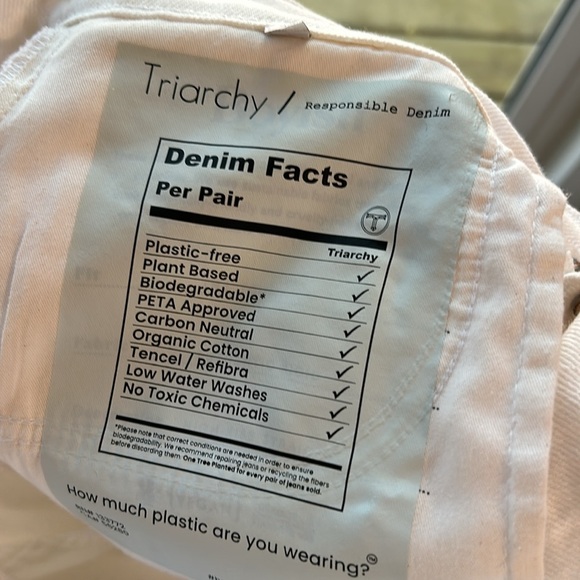 Triarchy / Responsible Denim
Denim Facts
Per Pair
Triarchy
Plastic-free ✓
Plant Based ✓
Biodegradable* ✓
PETA Approved ✓
Carbon Neutral ✓
Organic Cotton ✓
Tencel / Refibra ✓
Low Water Washes ✓
No Toxic Chemicals ✓
*Please note that correct conditions are needed in order to ensure
biodegradability. We recommend repairing jeans or recycling the fibers
before discarding them. One Tree Planted for every pair of jeans sold.
How much plastic are you wearing?